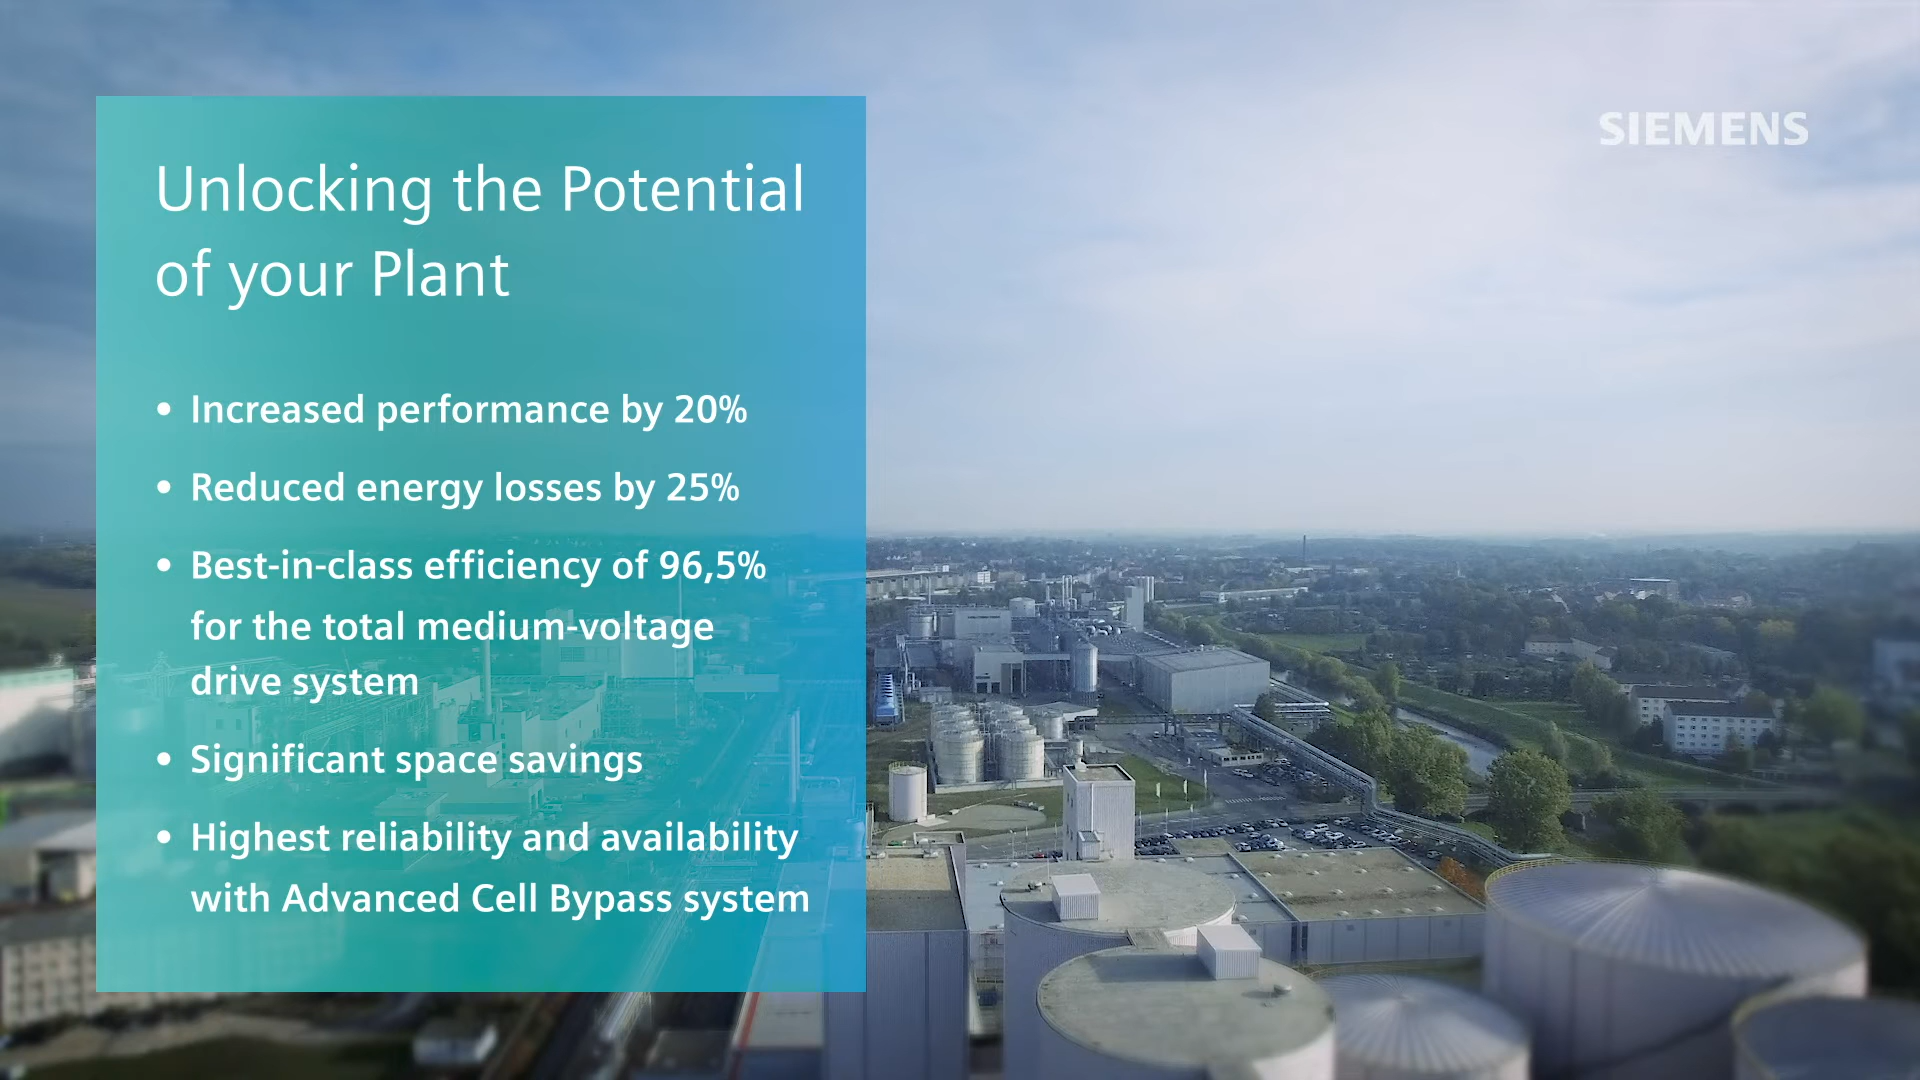 SIEMENS
Unlocking the Potential
of your Plant
• Increased performance by 20%
• Reduced energy losses by 25%
• Best-in-class efficiency of 96,5%
for the total medium-voltage
drive system
• Significant space savings
• Highest reliability and availability
with Advanced Cell Bypass system